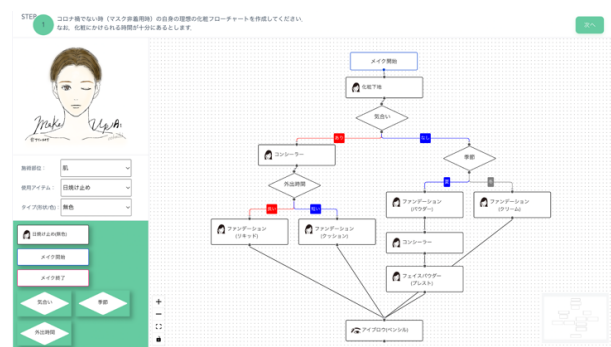 STEP
1
コロナ禍でない時（マスク非着用時）の自身の理想の化粧フローチャートを作成してください。
なお、化粧にかけられる時間が十分にあるとします。
次へ
Make Up A:
施術部位：
肌
使用アイテム：
日焼け止め
タイプ(形状/色)：
無色
日焼け止め(無色)
メイク開始
メイク終了
気合い
季節
外出時間
メイク開始
化粧下地
気合い
あり
なし
コンシーラー
季節
外出時間
夏
長い
短い
ファンデーション
(リキッド)
ファンデーション
(クッション)
ファンデーション
(パウダー)
ファンデーション
(クリーム)
コンシーラー
フェイスパウダー
(プレスト)
アイブロウ(ペンシル)